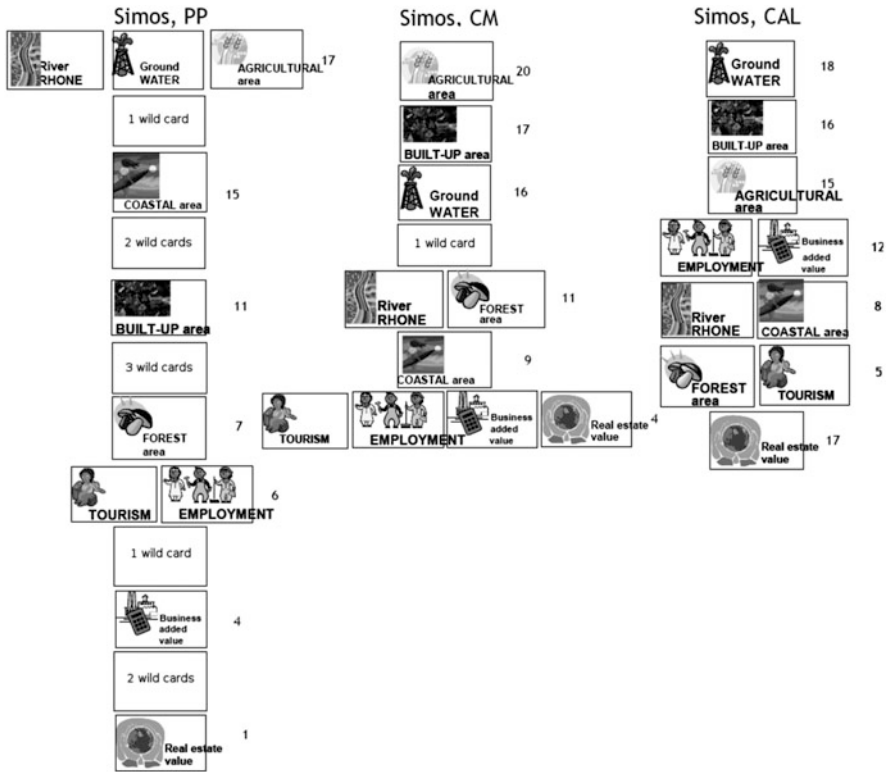 Simos, PP
River
RHONE
Ground
WATER
AGRICULTURAL
area
17
1 wild card
COASTAL area
15
2 wild cards
BUILT-UP area
11
3 wild cards
FOREST
area
7
TOURISM
EMPLOYMENT
6
1 wild card
Business
added
value
4
2 wild cards
Real estate
value
1
Simos, CM
AGRICULTURAL
area
20
BUILT-UP area
17
Ground
WATER
16
1 wild card
River
RHONE
FOREST
area
11
COASTAL area
9
TOURISM
EMPLOYMENT
Business
added
value
Real estate
value
4
Simos, CAL
Ground
WATER
18
BUILT-UP area
16
AGRICULTURAL
area
15
EMPLOYMENT
Business
added
value
12
River
RHONE
COASTAL area
8
FOREST
area
TOURISM
5
Real estate
value
17